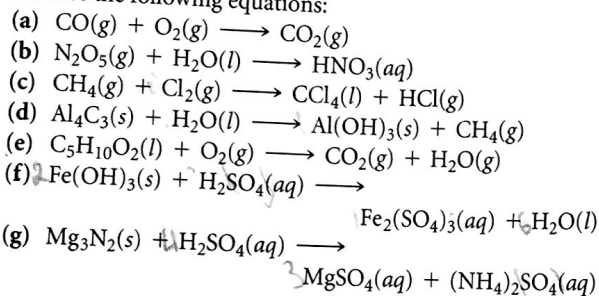 equations:
(a) CO(g) + O₂(g) ⟶ CO₂(g)
(b) N₂O₅(g) + H₂O(l) ⟶ HNO₃(aq)
(c) CH₄(g) + Cl₂(g) ⟶ CCl₄(l) + HCl(g)
(d) Al₄C₃(s) + H₂O(l) ⟶ Al(OH)₃(s) + CH₄(g)
(e) C₅H₁₀O₂(l) + O₂(g) ⟶ CO₂(g) + H₂O(g)
(f) 2 Fe(OH)₃(s) + H₂SO₄(aq) ⟶
Fe₂(SO₄)₃(aq) + 6 H₂O(l)
(g) Mg₃N₂(s) + 4 H₂SO₄(aq) ⟶
3 MgSO₄(aq) + (NH₄)₂SO₄(aq)